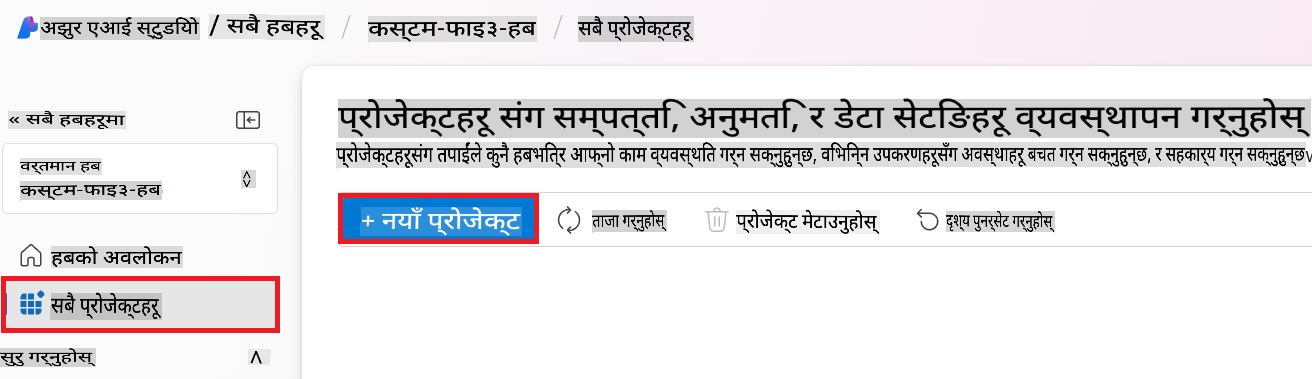 अझुर एआई स्टुडियो / सबै हबहरू / कस्टम-फाइ३-हब / सबै प्रोजेक्टहरू
« सबै हबहरूमा
प्रोजेक्टहरू संग सम्पत्ति, अनुमति, र डेटा सेटिङहरू व्यवस्थापन गर्नुहोस्
प्रोजेक्टहरूसंग तपाईंले कुनै हबभित्र आफ्नो काम व्यवस्थित गर्न सक्नुहुन्छ, विभिन्न उपकरणहरूसँग अवस्थाहरू बचत गर्न सक्नुहुन्छ, र सहकार्य गर्न सक्नुहुन्छ
वर्तमान हब
कस्टम-फाइ३-हब
+ नयाँ प्रोजेक्ट ताजा गर्नुहोस् प्रोजेक्ट मेटाउनुहोस् दृश्य पुनर्सेट गर्नुहोस्
हबको अवलोकन
सबै प्रोजेक्टहरू
सुरु गर्नुहोस्